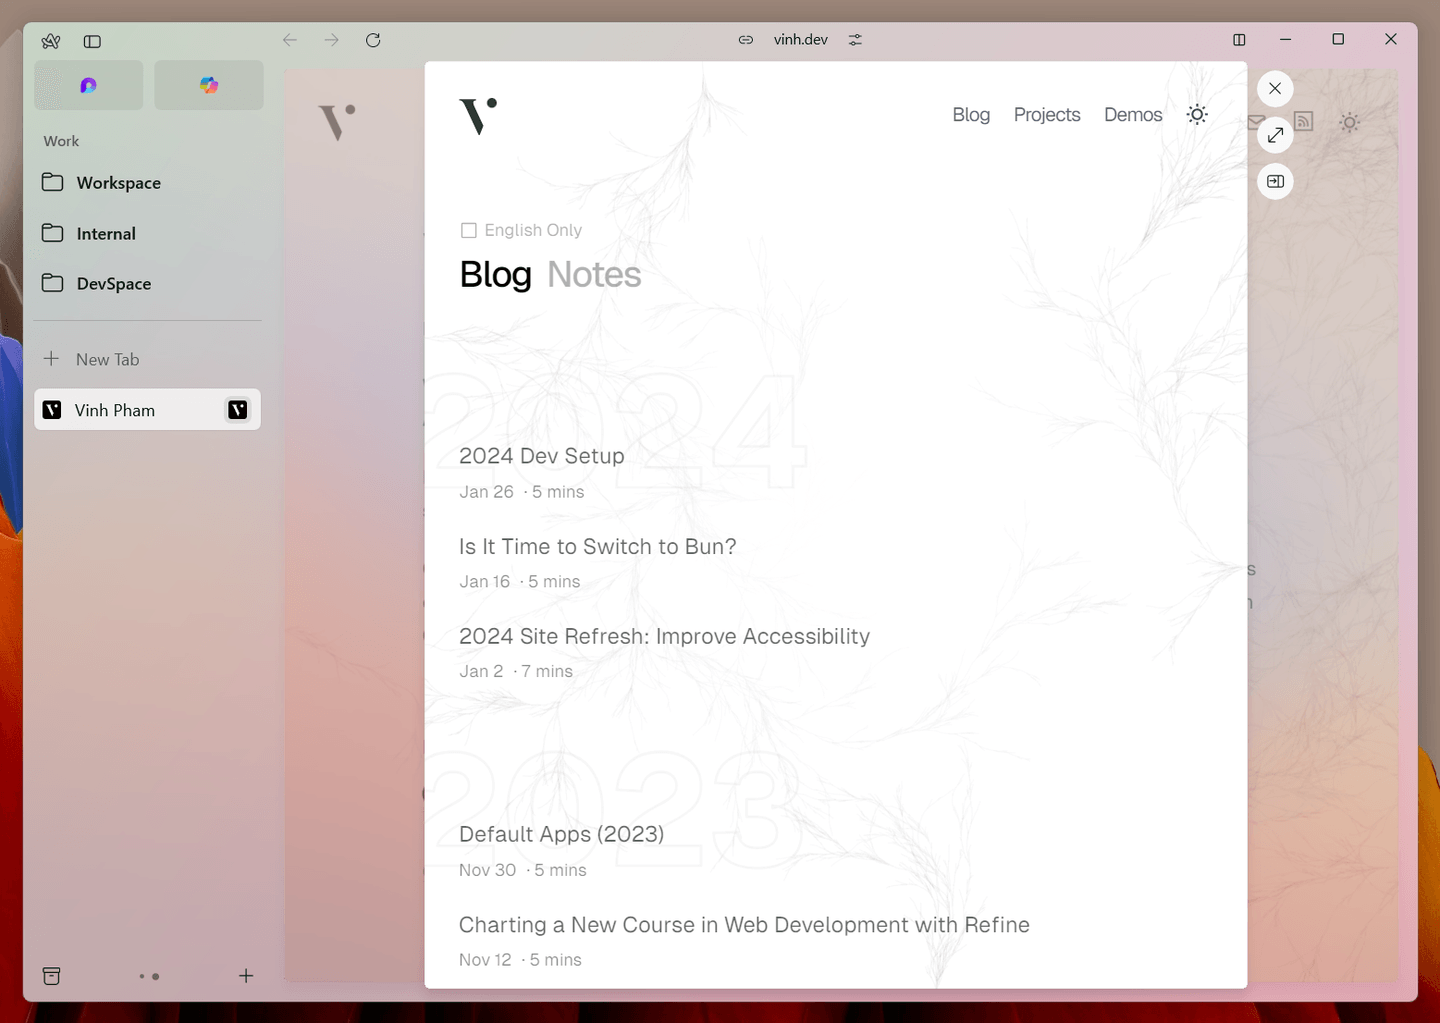 vinh.dev
Work
Workspace
Internal
DevSpace
New Tab
Vinh Pham
Blog Projects Demos
English Only
Blog Notes
2024
2024 Dev Setup
Jan 26 · 5 mins
Is It Time to Switch to Bun?
Jan 16 · 5 mins
2024 Site Refresh: Improve Accessibility
Jan 2 · 7 mins
2023
Default Apps (2023)
Nov 30 · 5 mins
Charting a New Course in Web Development with Refine
Nov 12 · 5 mins